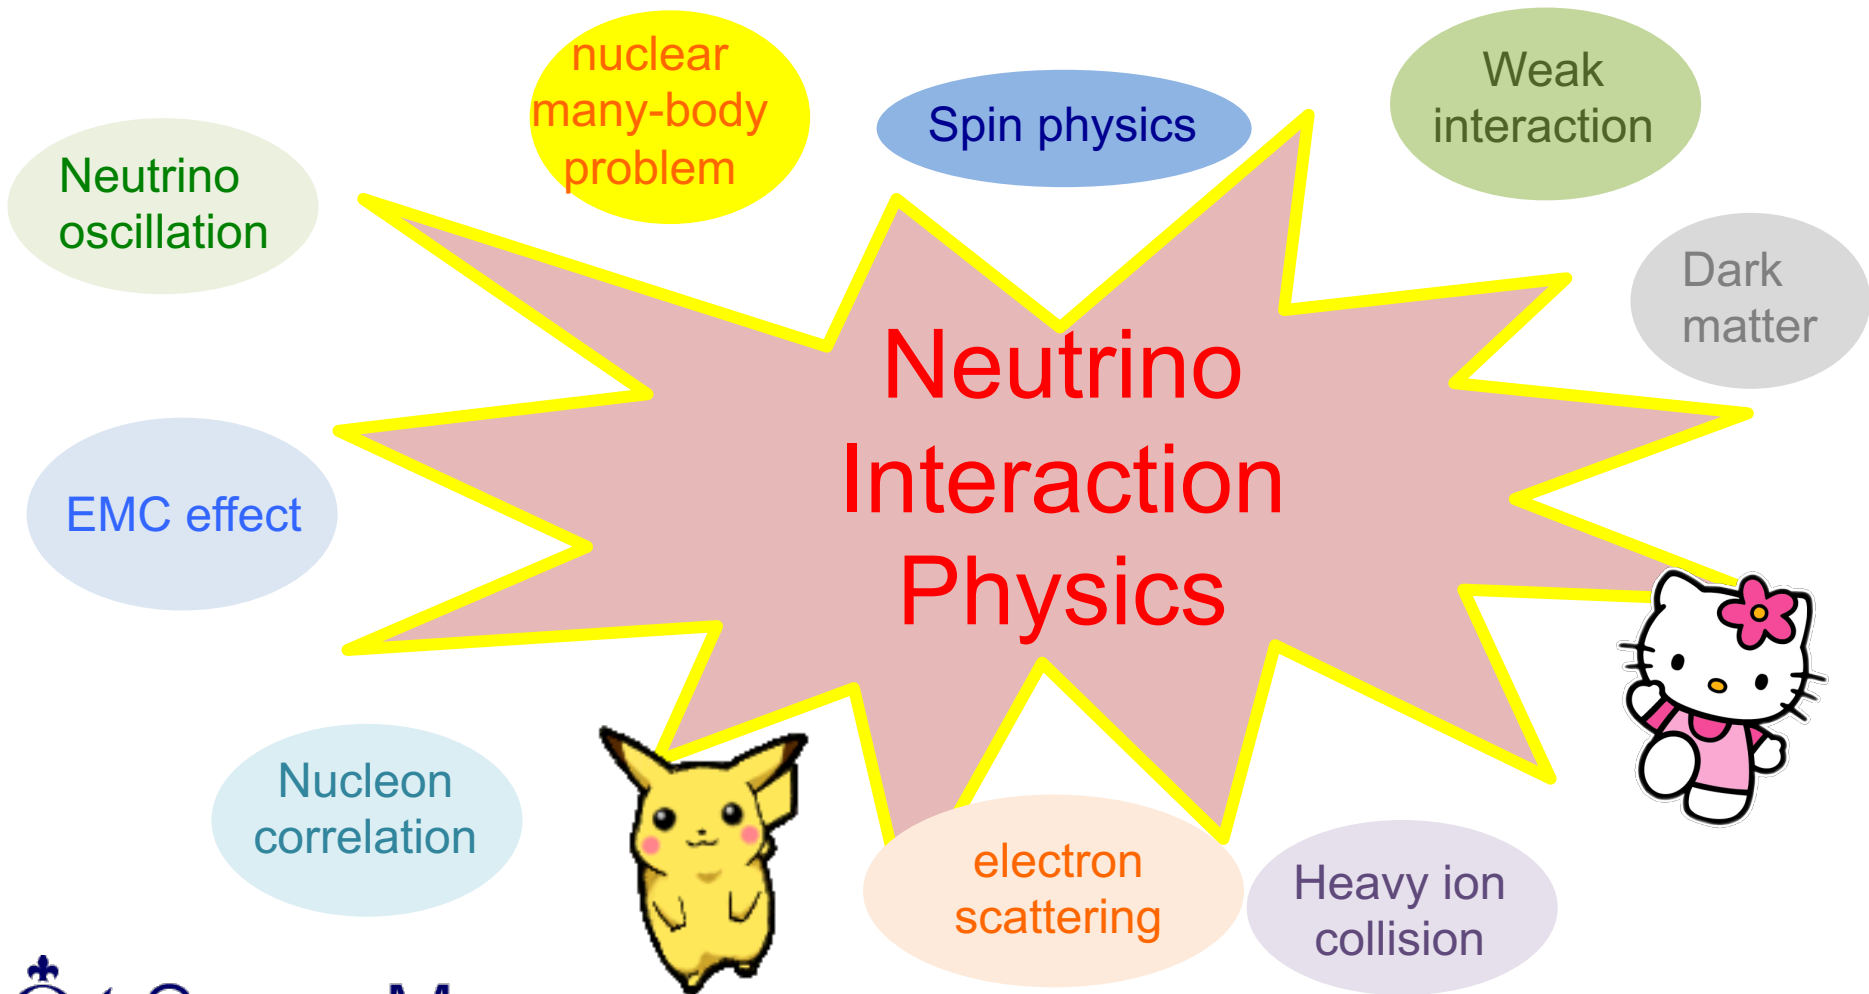 nuclear
many-body
problem
Spin physics
Weak
interaction
Neutrino
oscillation
Dark
matter
Neutrino
Interaction
Physics
EMC effect
Nucleon
correlation
electron
scattering
Heavy ion
collision